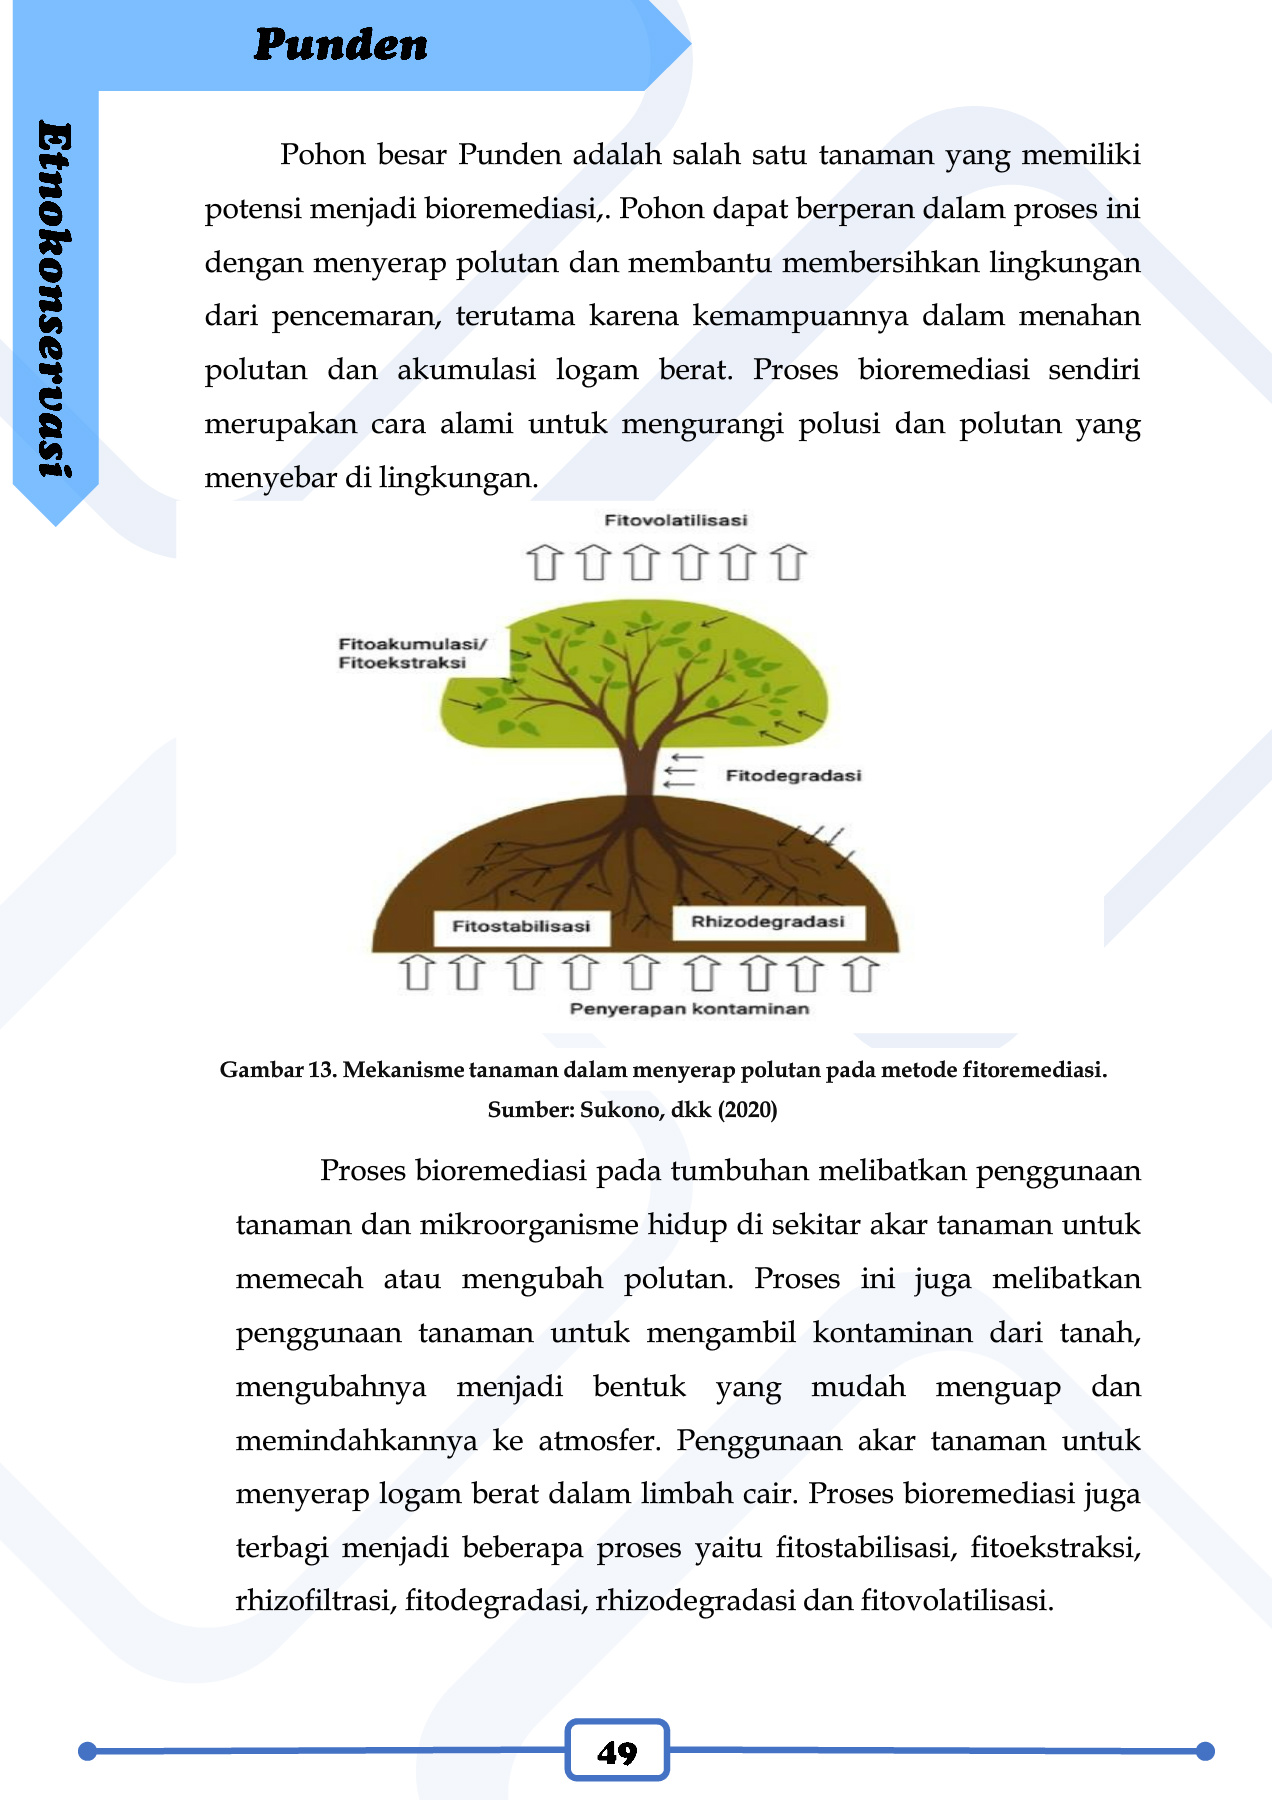 Punden
Etnokonservasi
Pohon besar Punden adalah salah satu tanaman yang memiliki
potensi menjadi bioremediasi,. Pohon dapat berperan dalam proses ini
dengan menyerap polutan dan membantu membersihkan lingkungan
dari pencemaran, terutama karena kemampuannya dalam menahan
polutan dan akumulasi logam berat. Proses bioremediasi sendiri
merupakan cara alami untuk mengurangi polusi dan polutan yang
menyebar di lingkungan.
Fitovolatilisasi
Fitoakumulasi/
Fitoekstraksi
Fitodegradasi
Fitostabilisasi
Rhizodegradasi
Penyerapan kontaminan
Gambar 13. Mekanisme tanaman dalam menyerap polutan pada metode fitoremediasi.
Sumber: Sukono, dkk (2020)
Proses bioremediasi pada tumbuhan melibatkan penggunaan
tanaman dan mikroorganisme hidup di sekitar akar tanaman untuk
memecah atau mengubah polutan. Proses ini juga melibatkan
penggunaan tanaman untuk mengambil kontaminan dari tanah,
mengubahnya menjadi bentuk yang mudah menguap dan
memindahkannya ke atmosfer. Penggunaan akar tanaman untuk
menyerap logam berat dalam limbah cair. Proses bioremediasi juga
terbagi menjadi beberapa proses yaitu fitostabilisasi, fitoekstraksi,
rhizofiltrasi, fitodegradasi, rhizodegradasi dan fitovolatilisasi.
49